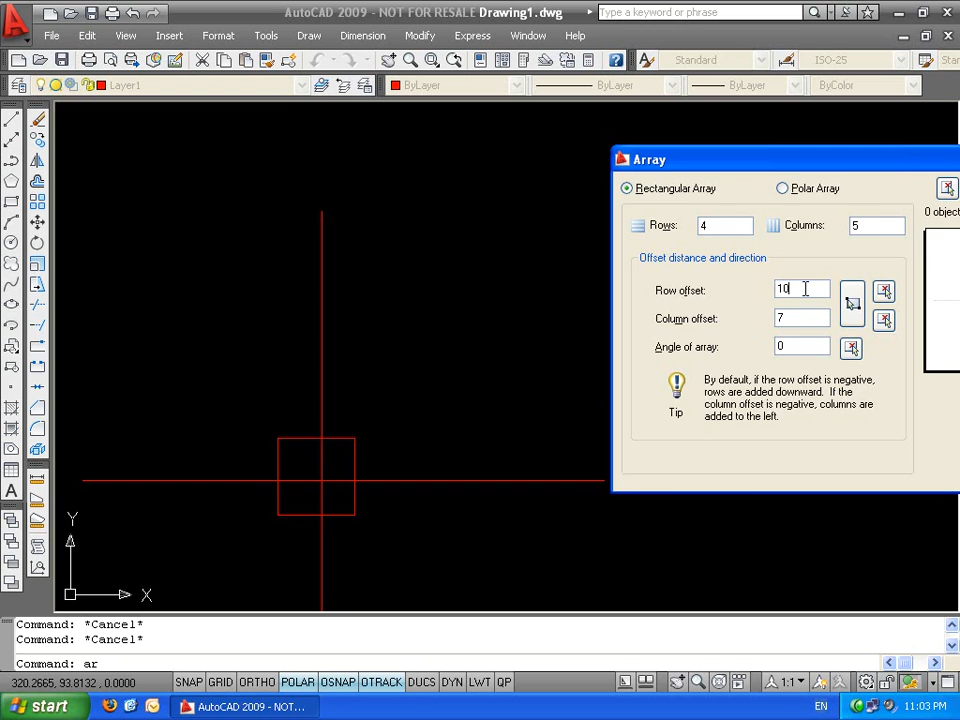 AutoCAD 2009 - NOT FOR RESALE Drawing1.dwg
Type a keyword or phrase
File Edit View Insert Format Tools Draw Dimension Modify Express Window Help
Standard ISO-25 Stan
Layer1 ByLayer ByLayer ByLayer ByColor
Array
Rectangular Array Polar Array
0 object
Rows: 4 Columns: 5
Offset distance and direction
Row offset: 10
Column offset: 7
Angle of array: 0
By default, if the row offset is negative,
rows are added downward. If the
column offset is negative, columns are
added to the left.
Tip
Y
X
A
Command: *Cancel*
Command: *Cancel*
Command: ar
320.2665, 93.8132, 0.0000 SNAP GRID ORTHO POLAR OSNAP OTRACK DUCS DYN LWT QP 1:1
start AutoCAD 2009 - NOT... EN 11:03 PM